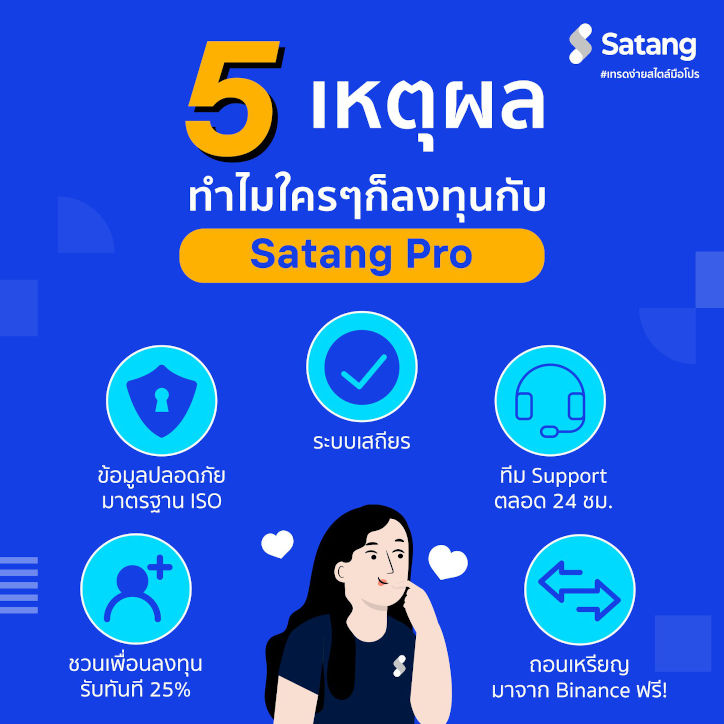 Satang
#เทรดง่ายสไตล์มือโปร
5 เหตุผล
ทำไมใครๆก็ลงทุนกับ
Satang Pro
ระบบเสถียร
ข้อมูลปลอดภัย
มาตรฐาน ISO
ทีม Support
ตลอด 24 ชม.
ชวนเพื่อนลงทุน
รับทันที 25%
ถอนเหรียญ
มาจาก Binance ฟรี!